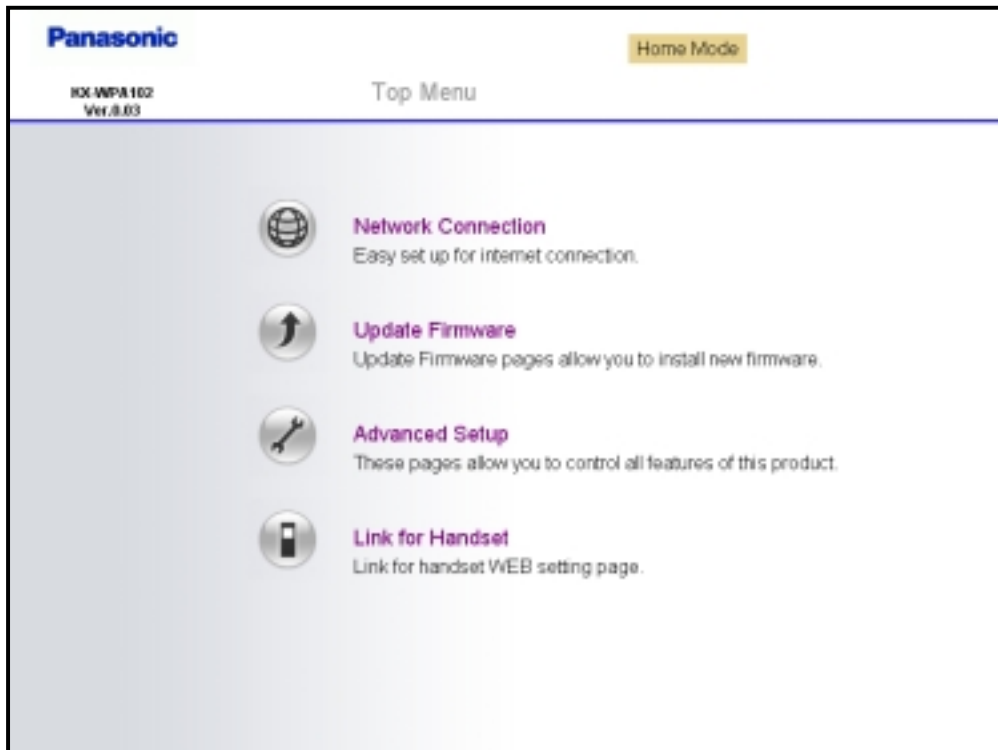 Panasonic
Home Mode
KX-WPA102
Ver.0.03
Top Menu
Network Connection
Easy set up for internet connection.
Update Firmware
Update Firmware pages allow you to install new firmware.
Advanced Setup
These pages allow you to control all features of this product.
Link for Handset
Link for handset WEB setting page.